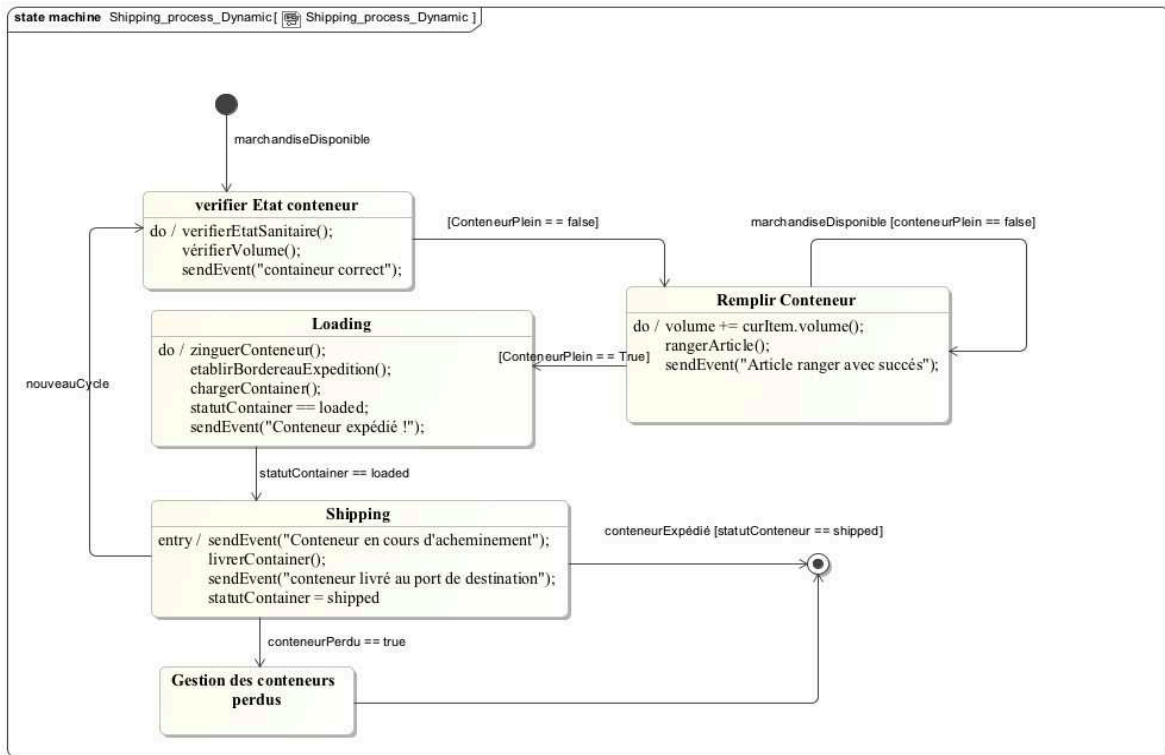 state machine Shipping_process_Dynamic[ Shipping_process_Dynamic ]
marchandiseDisponible
verifier Etat conteneur
do / verifierEtatSanitaire();
vérifierVolume();
sendEvent("containeur correct");
[ConteneurPlein = = false]
marchandiseDisponible [conteneurPlein == false]
Remplir Conteneur
do / volume += curItem.volume();
rangerArticle();
sendEvent("Article ranger avec succés");
[ConteneurPlein == True]
Loading
do / zinguerConteneur();
etablirBordereauExpedition();
chargerContainer();
statutContainer == loaded;
sendEvent("Conteneur expédié !");
nouveauCycle
statutContainer == loaded
Shipping
entry / sendEvent("Conteneur en cours d'acheminement");
livrerContainer();
sendEvent("conteneur livré au port de destination");
statutContainer = shipped
conteneurExpédié [statutConteneur == shipped]
conteneurPerdu == true
Gestion des conteneurs
perdus